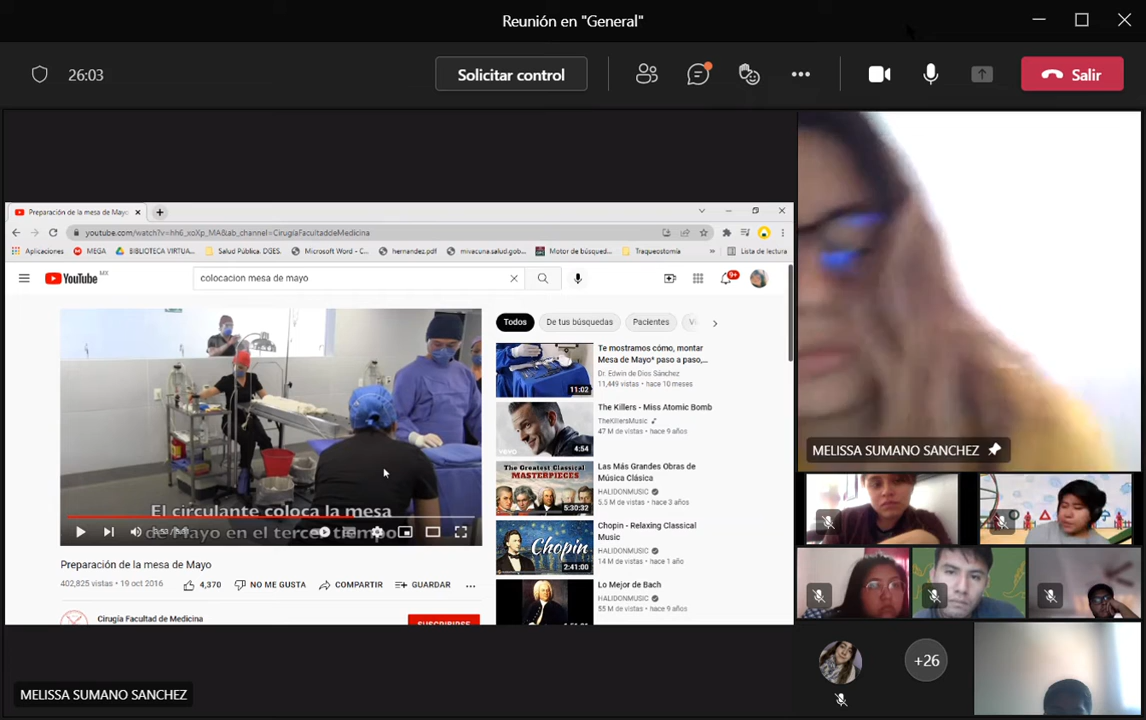 Reunión en "General"
26:03
Solicitar control
Salir
Preparación de la mesa de Mayo
youtube.com/watch?v=hh6_xoXp_MA&ab_channel=CirugíaFacultaddeMedicina
Aplicaciones
MEGA
BIBLIOTECA VIRTUA...
Salud Pública. DGES.
Microsoft Word - C...
hernandez.pdf
mivacuna.salud.gob...
Motor de búsqued...
Traqueostomía
Lista de lectura
YouTube MX
colocacion mesa de mayo
9+
El circulante coloca la mesa
de mayo en el tercer tempo
Preparación de la mesa de Mayo
402,825 vistas • 19 oct 2016
4,370
NO ME GUSTA
COMPARTIR
GUARDAR
Cirugía Facultad de Medicina
SUSCRIBIRSE
Todos
De tus búsquedas
Pacientes
11:02
Te mostramos cómo, montar
Mesa de Mayo* paso a paso,...
Dr. Edwin de Dios Sánchez
11,449 vistas • hace 10 meses
vevo
4:54
The Killers - Miss Atomic Bomb
TheKillersMusic
47 M de vistas • hace 9 años
THE GREATEST CLASSICAL
MASTERPIECES
5:30:32
Las Más Grandes Obras de
Música Clásica
HALIDONMUSIC
5.5 M de vistas • hace 3 años
Chopin
2:41:00
Chopin - Relaxing Classical
Music
HALIDONMUSIC
14 M de vistas • hace 1 año
Lo Mejor de Bach
HALIDONMUSIC
55 M de vistas • hace 9 años
MELISSA SUMANO SANCHEZ
+26
MELISSA SUMANO SANCHEZ